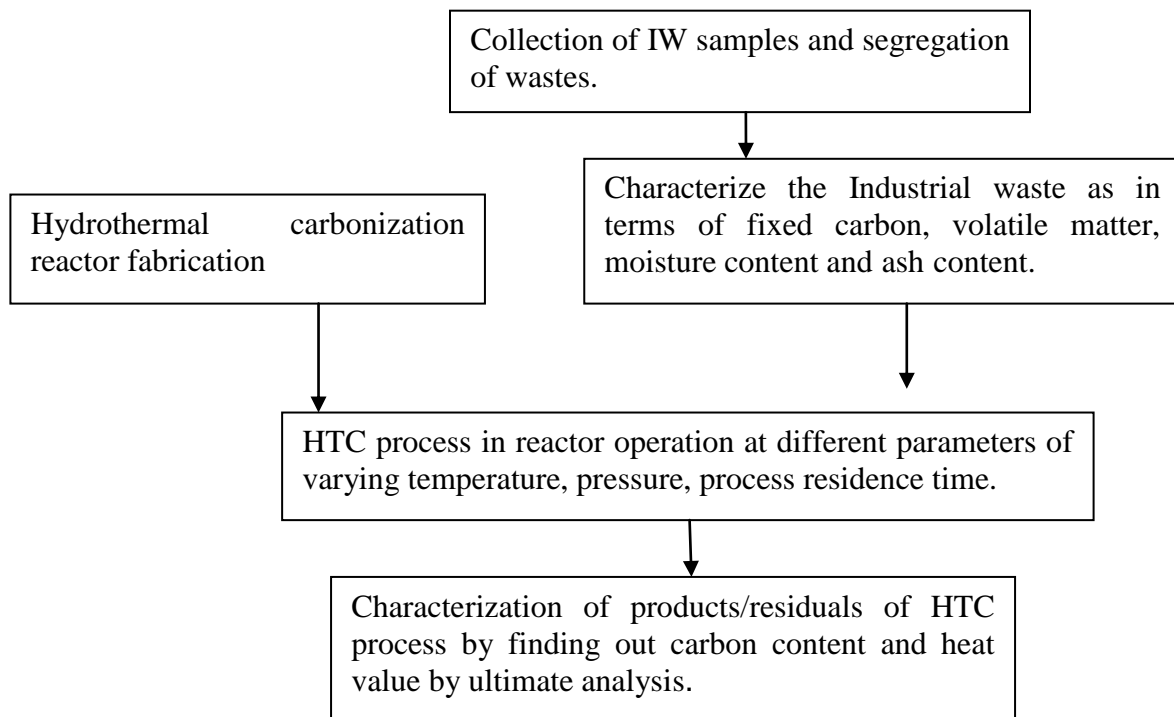 Collection of IW samples and segregation
of wastes.
Characterize the Industrial waste as in
terms of fixed carbon, volatile matter,
moisture content and ash content.
Hydrothermal carbonization
reactor fabrication
HTC process in reactor operation at different parameters of
varying temperature, pressure, process residence time.
Characterization of products/residuals of HTC
process by finding out carbon content and heat
value by ultimate analysis.